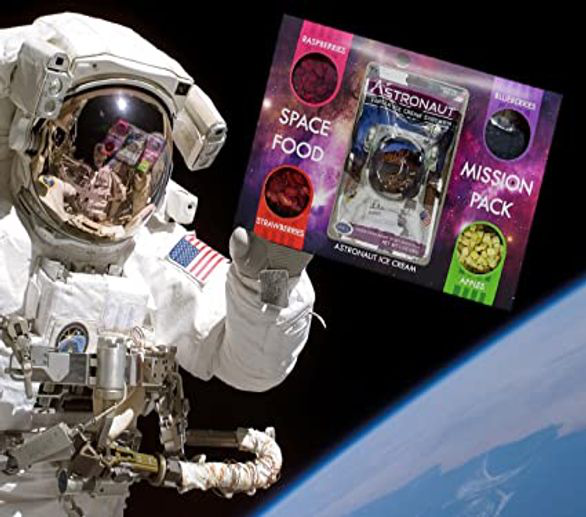 RASPBERRIES
SPACE
FOOD
STRAWBERRIES
ASTRONAUT
ASTRONAUT ICE CREAM
BLUEBERRIES
MISSION
PACK
APPLES